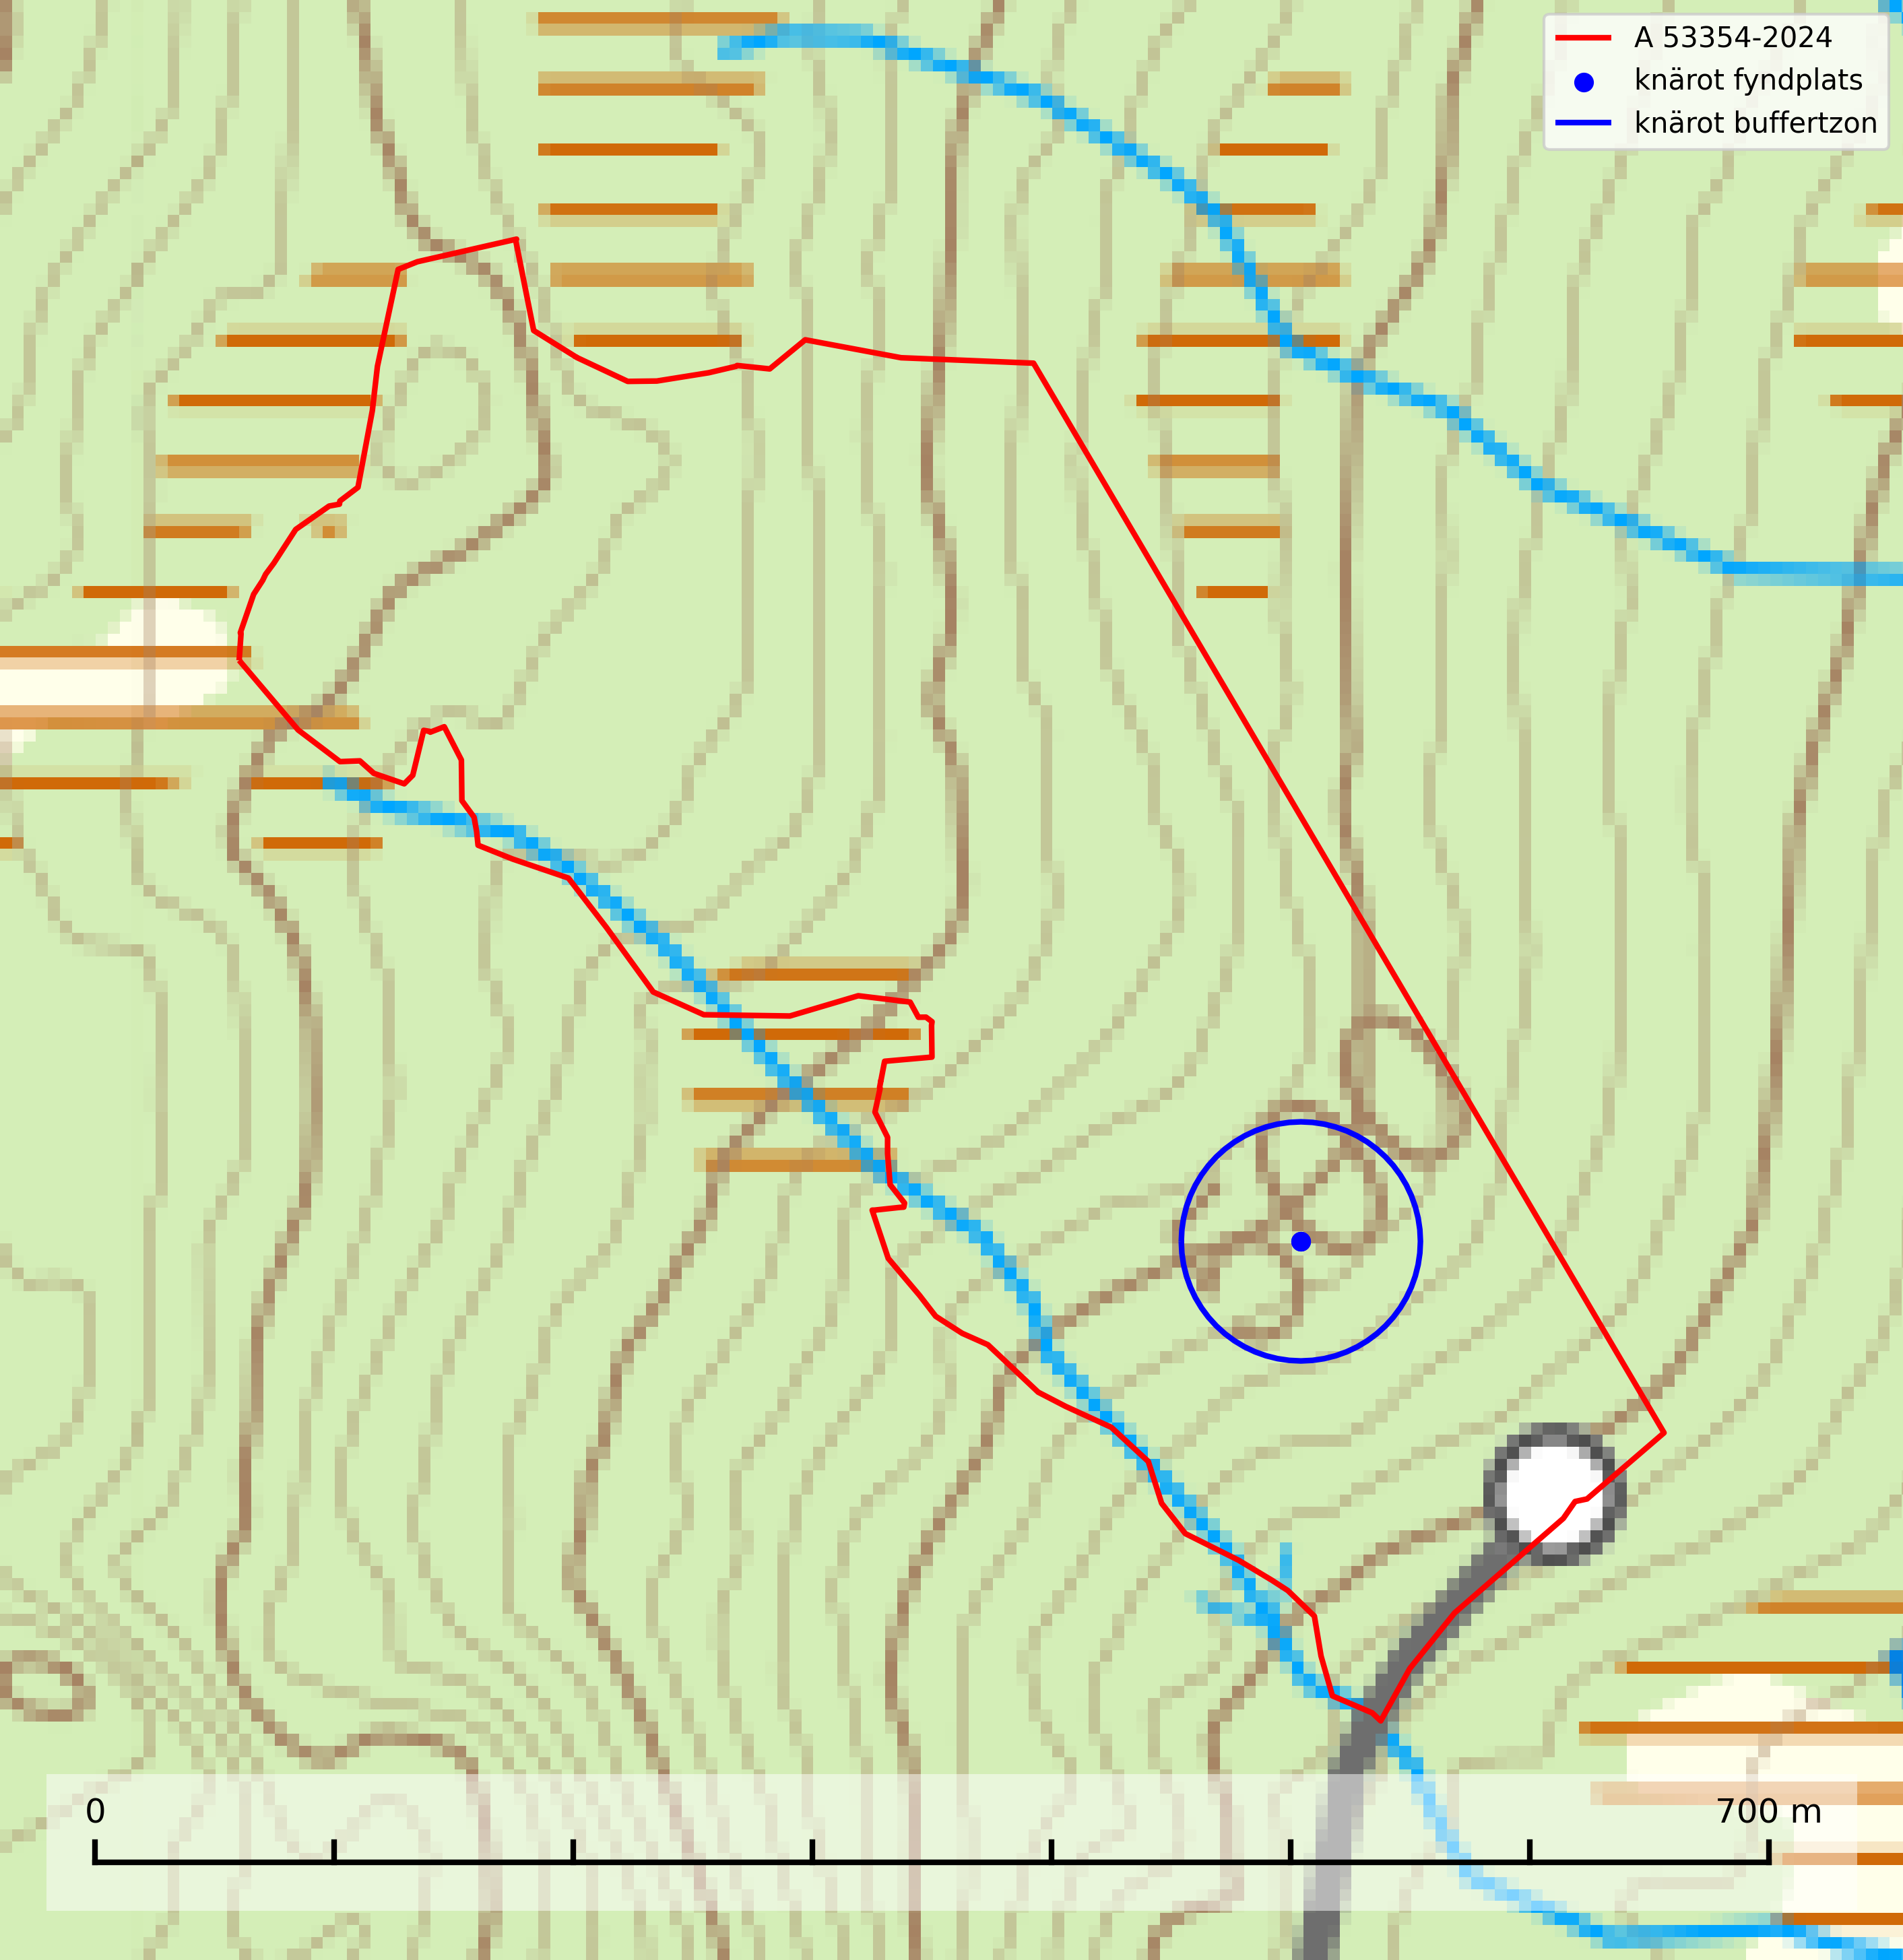 A 53354-2024
knärot fyndplats
knärot buffertzon
0
700 m